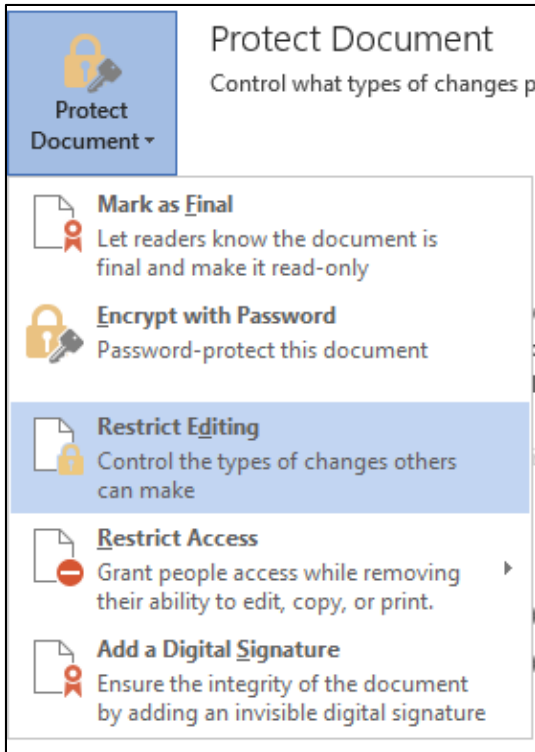 Protect Document
Control what types of changes p
Protect
Document
Mark as Final
Let readers know the document is
final and make it read-only
Encrypt with Password
Password-protect this document
Restrict Editing
Control the types of changes others
can make
Restrict Access
Grant people access while removing
their ability to edit, copy, or print.
Add a Digital Signature
Ensure the integrity of the document
by adding an invisible digital signature